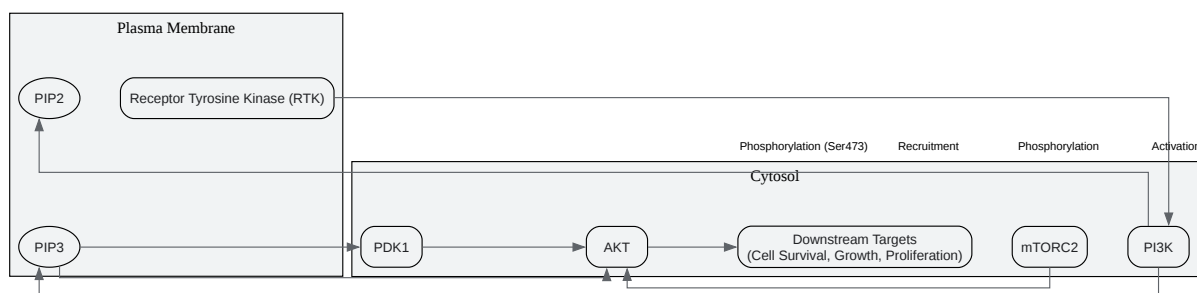 Plasma Membrane
PIP2
Receptor Tyrosine Kinase (RTK)
Phosphorylation (Ser473)
Recruitment
Phosphorylation
Activation
Cytosol
PIP3
PDK1
AKT
Downstream Targets
(Cell Survival, Growth, Proliferation)
mTORC2
PI3K